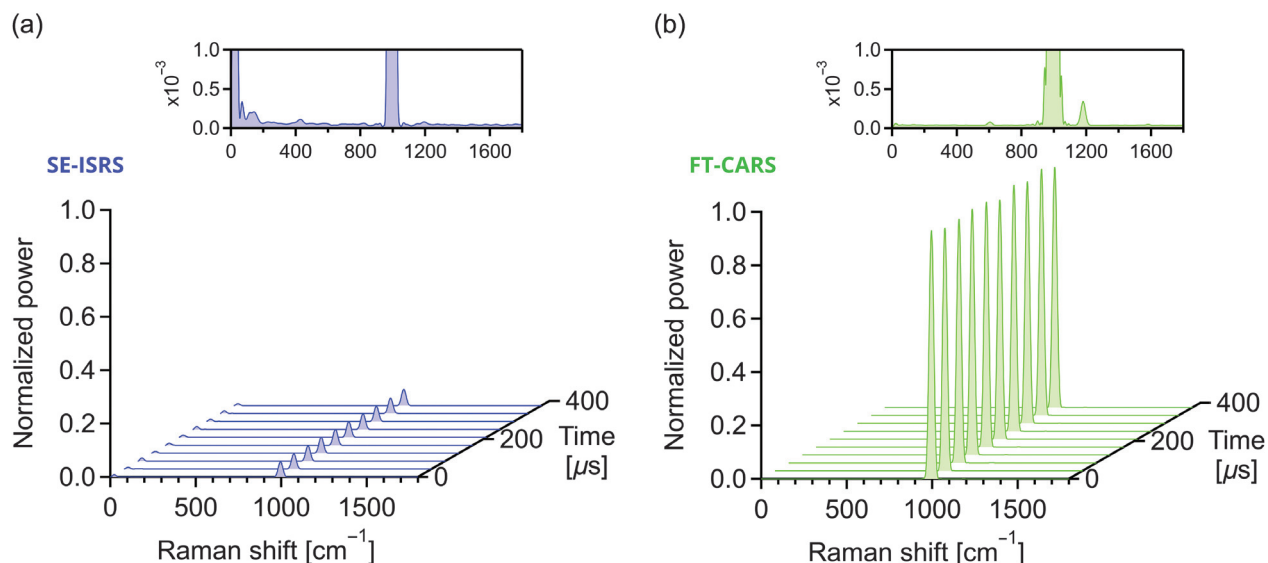 (a)
1.0
0.5
0.0
x10⁻³
0 400 800 1200 1600
SE-ISRS
1.0
0.8
0.6
0.4
0.2
0.0
Normalized power
400
200
0
Time
[µs]
0 500 1000 1500
Raman shift [cm⁻¹]
(b)
1.0
0.5
0.0
x10⁻³
0 400 800 1200 1600
FT-CARS
1.0
0.8
0.6
0.4
0.2
0.0
Normalized power
400
200
0
Time
[µs]
0 500 1000 1500
Raman shift [cm⁻¹]